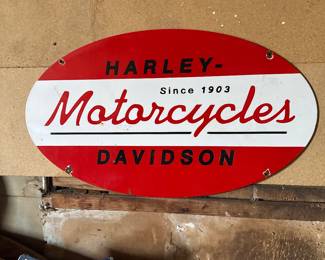 HARLEY-
Since 1903
Motorcycles
DAVIDSON